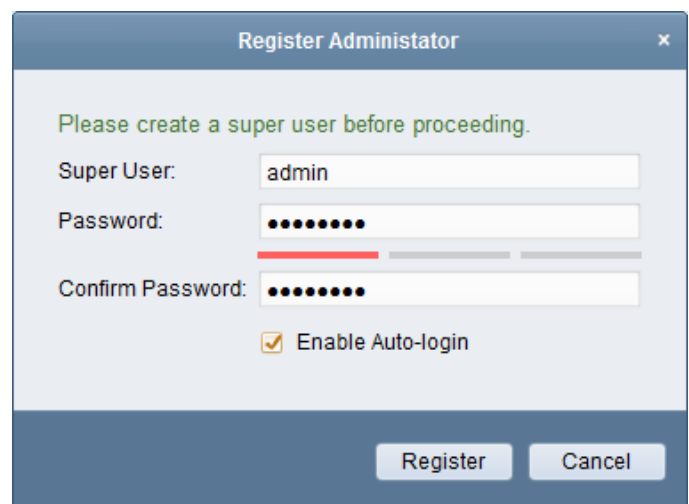 Register Administator
×
Please create a super user before proceeding.
Super User: admin
Password: ●●●●●●●●
Confirm Password: ●●●●●●●●
Enable Auto-login
Register Cancel